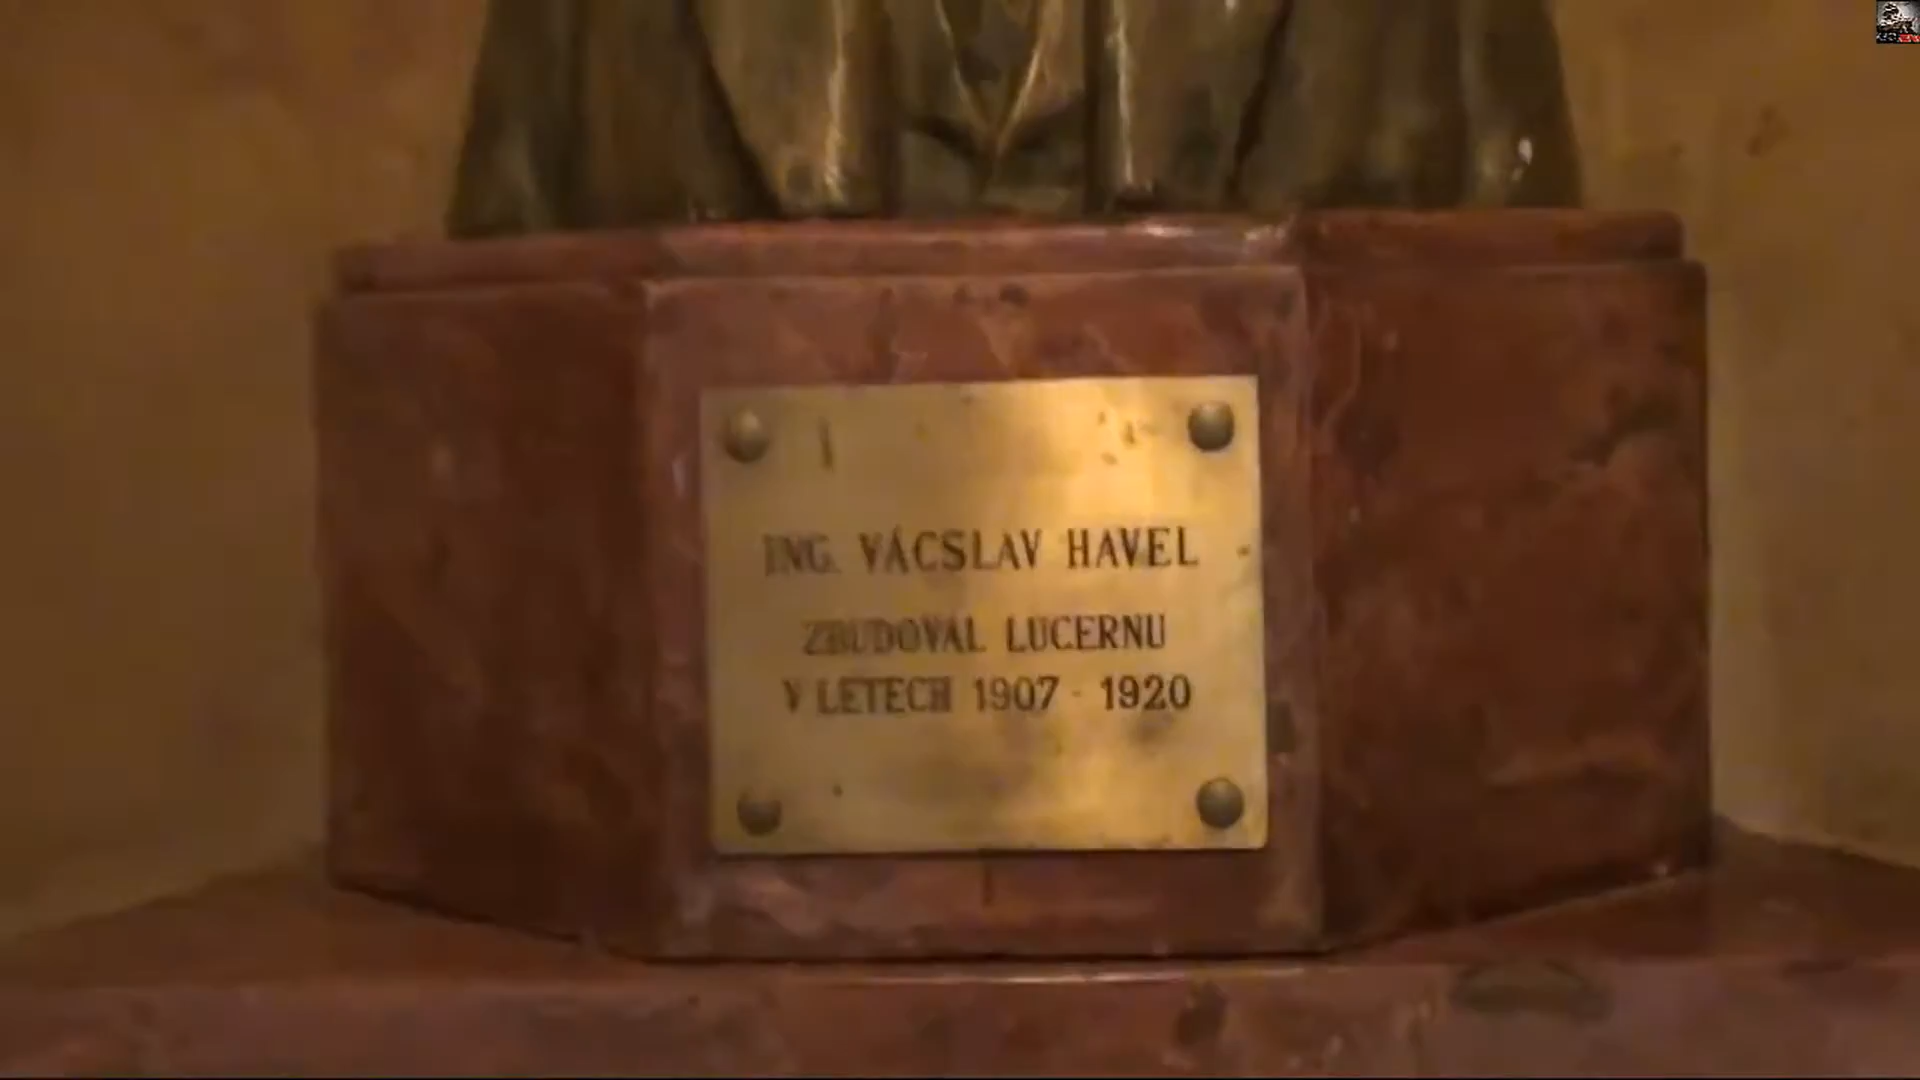 ING. VÁCSLAV HAVEL
ZBUDOVAL LUCERNU
V LETECH 1907 - 1920